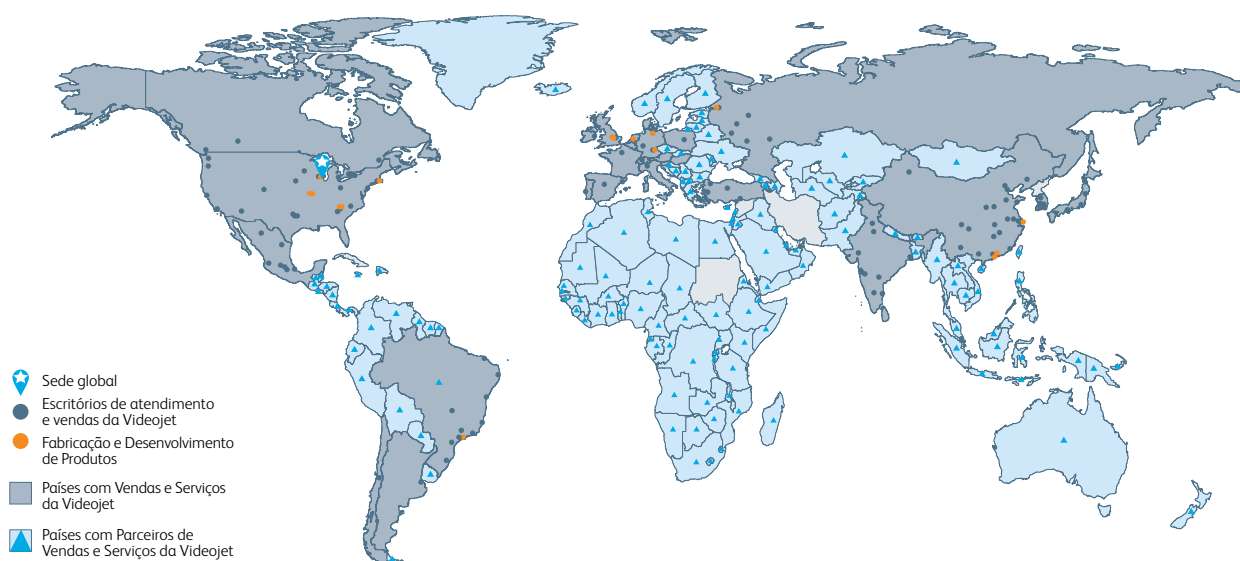 Sede global
Escritórios de atendimento
e vendas da Videojet
Fabricação e Desenvolvimento
de Produtos
Países com Vendas e Serviços
da Videojet
Países com Parceiros de
Vendas e Serviços da Videojet